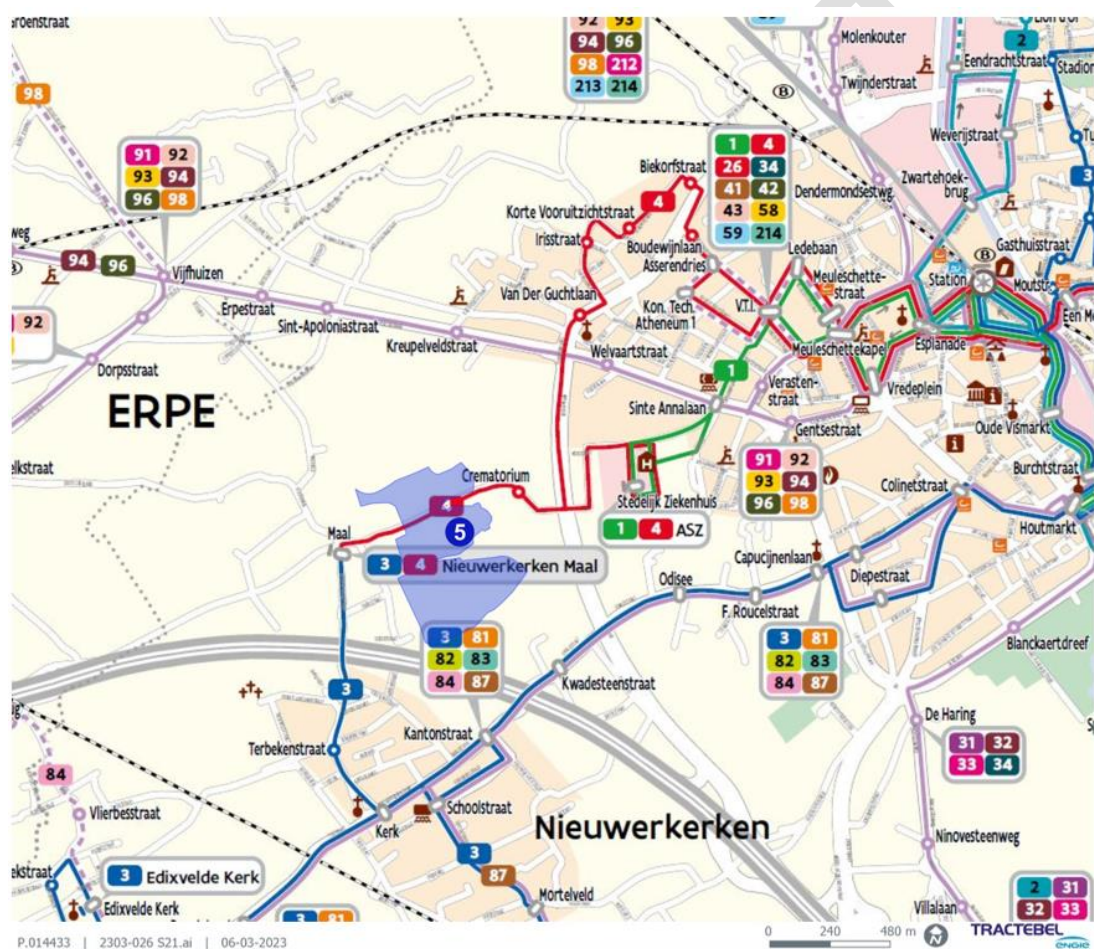 92 93
94 96
98 212
213 214
2
Eendrachtstraat
Stadion
Molenkouter
Twijnderstraat
98
91 92
93 94
96 98
Biekorfstraat
1 4
26 34
41 42
43 58
59 214
Weverijstraat
Dendermondsestwg
Zwartehoek-
brug
3
Korte Vooruitzichtstraat
4
Irisstraat
Boudewijnlaan
Asserendries
Ledebaan
Gasthuisstraat
94 96
Vijfhuizen
Meuleschette-
straat
Station
Erpestraat
Van Der Guchtlaan
Kon. Tech.
Atheneum 1
V.T.I.
Sint-Apoloniastraat
92
Kreupelveldstraat
Welvaartstraat
Meuleschettekapel
Esplanade
Dorpsstraat
1
Verasten-
straat
Vredeplein
ERPE
Sinte Annalaan
Gentsestraat
Oude Vismarkt
91 92
93 94
96 98
Burchtstraat
Crematorium
H
Colinetstraat
Stedelijk Ziekenhuis
4
1 4 ASZ
Houtmarkt
5
Maal
3 4 Nieuwerkerken Maal
Capucijnenlaan
Odisee
Diepestraat
F. Roucelstraat
3 81
82 83
84 87
3 81
82 83
84 87
Blanckaertdreef
Kwadesteenstraat
3
De Haring
Kantonstraat
31 32
33 34
Terbekenstraat
84
Vlierbesstraat
Schoolstraat
Kerk
Nieuwerkerken
Ninovesteenweg
3
87
3 Edixvelde Kerk
Mortelveld
2 31
32 33
Edixvelde Kerk
Villalaan
3 81
0 240 480 m
TRACTEBEL
ENGIE
P.014433 | 2303-026 S21.ai | 06-03-2023